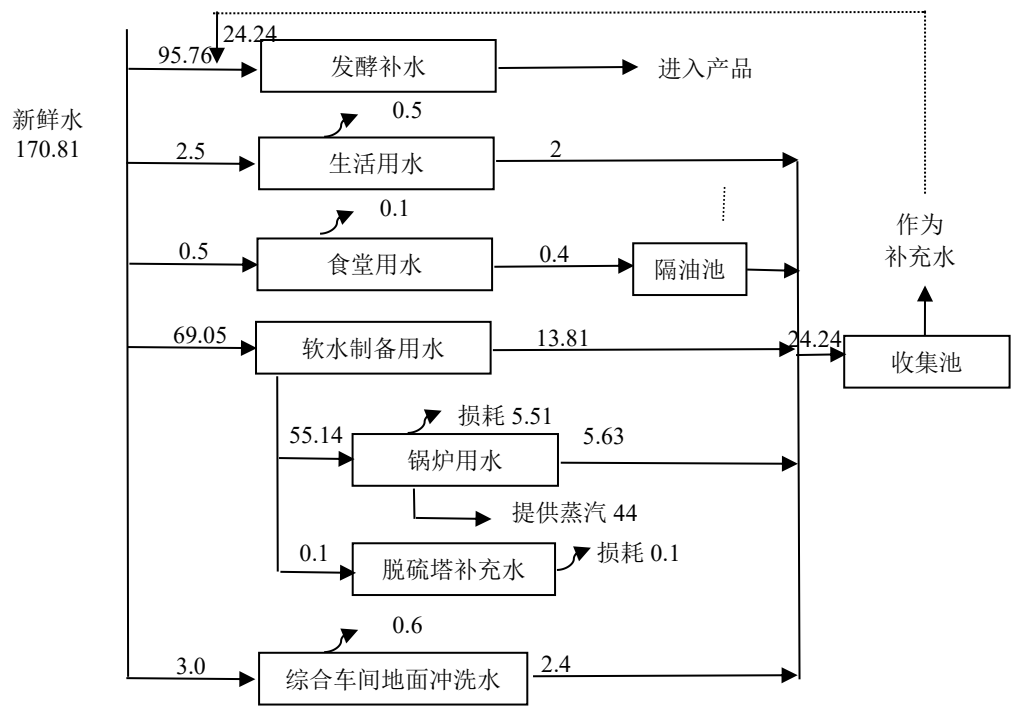 24.24
95.76
发酵补水
进入产品
新鲜水
170.81
0.5
2.5
生活用水
2
0.1
0.5
食堂用水
0.4
隔油池
作为
补充水
69.05
软水制备用水
13.81
24.24
收集池
损耗 5.51
55.14
锅炉用水
5.63
提供蒸汽 44
0.1
脱硫塔补充水
损耗 0.1
0.6
3.0
综合车间地面冲洗水
2.4